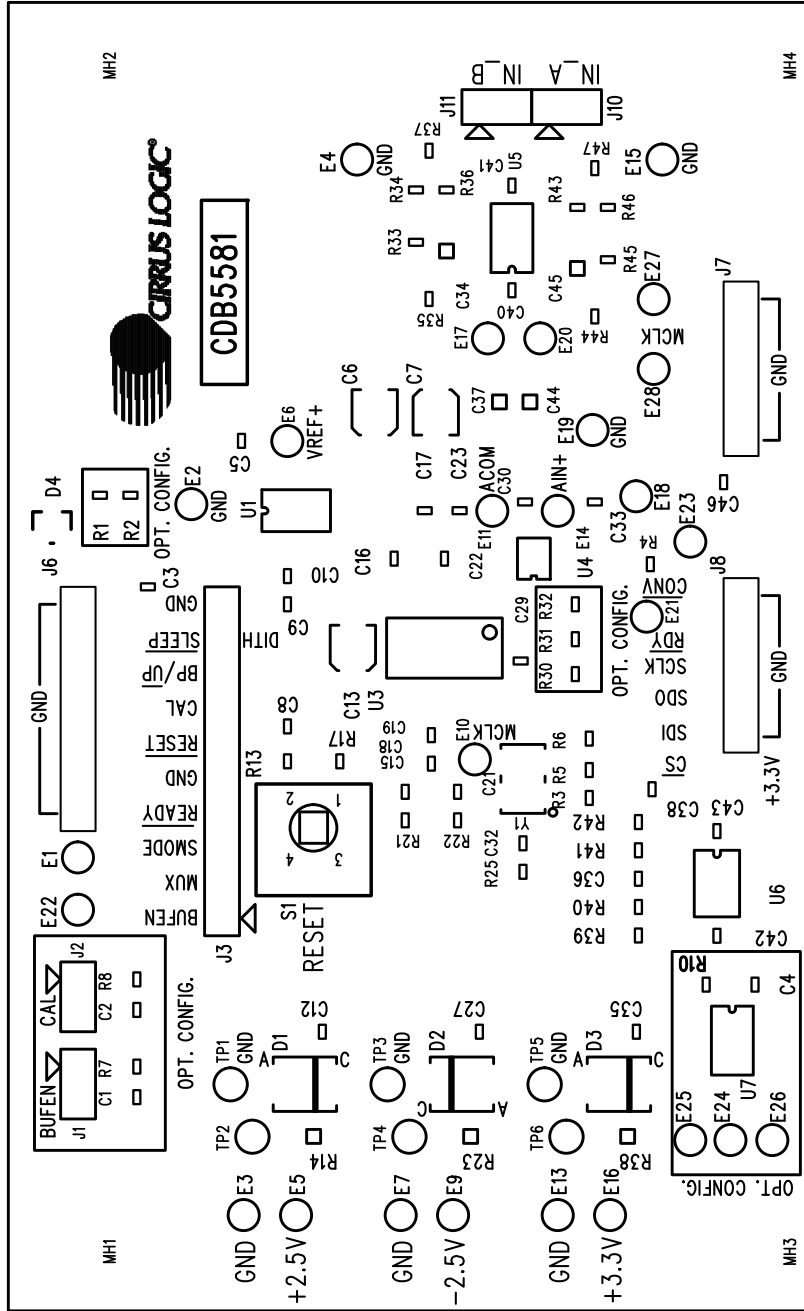 MH2
MH4
IN_B
IN_A
J11
J10
R37
E4
GND
C41
U5
R47
E15
GND
R34
R36
R43
R46
CIRRUS LOGIC®
CDB5581
R33
C34
R35
C40
C45
R45
R44
E27
MCLK
E28
J7
GND
E17
E20
C6
C7
C37
C44
E6
VREF+
C5
E19
GND
D4
R1
R2
OPT. CONFIG.
E2
GND
U1
C17
C23
ACOM
C30
E11
AIN+
E14
C33
E18
C46
E23
J6
GND
C3
C16
C22
C10
C9
U4
R4
C29
R32
R31
R30
OPT. CONFIG.
E21
J8
GND
+3.3V
GND
SLEEP
DITH
BP/UP
CAL
RESET
GND
READY
SMODE
MUX
BUFEN
J3
CONV
RDY
SCLK
SDO
SDI
CS
C13
U3
C8
R13
R17
C19
C18
C15
E10
MCLK
C21
R6
R5
R3
Y1
2
1
4
3
S1
RESET
R21
R22
C32
R25
R42
R41
C36
R40
R39
C38
C43
U6
C42
E1
E22
J2
CAL
R8
C2
BUFEN
J1
R7
C1
OPT. CONFIG.
C12
D1
A
C
TP1
GND
TP2
R14
C27
D2
C
A
TP3
GND
TP4
R23
C35
D3
A
C
TP5
GND
TP6
R38
R10
C4
U7
E25
E24
E26
OPT. CONFIG.
E3
GND
E5
+2.5V
E7
GND
E9
-2.5V
E13
GND
E16
+3.3V
MH1
MH3